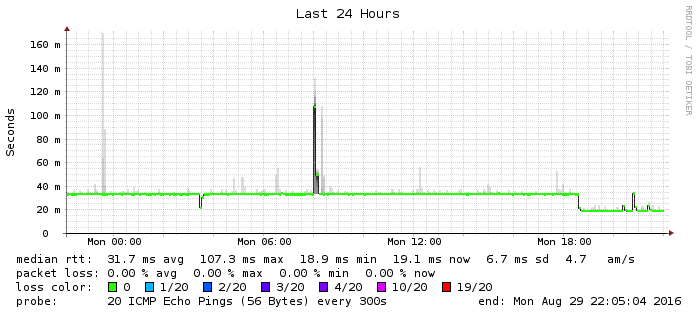 Last 24 Hours
RRDTOOL / TOBI OETIKER
Seconds
160 m
140 m
120 m
100 m
80 m
60 m
40 m
20 m
0
Mon 00:00 Mon 06:00 Mon 12:00 Mon 18:00
median rtt: 31.7 ms avg 107.3 ms max 18.9 ms min 19.1 ms now 6.7 ms sd 4.7 am/s
packet loss: 0.00 % avg 0.00 % max 0.00 % min 0.00 % now
loss color: 0 1/20 2/20 3/20 4/20 10/20 19/20
probe: 20 ICMP Echo Pings (56 Bytes) every 300s end: Mon Aug 29 22:05:04 2016